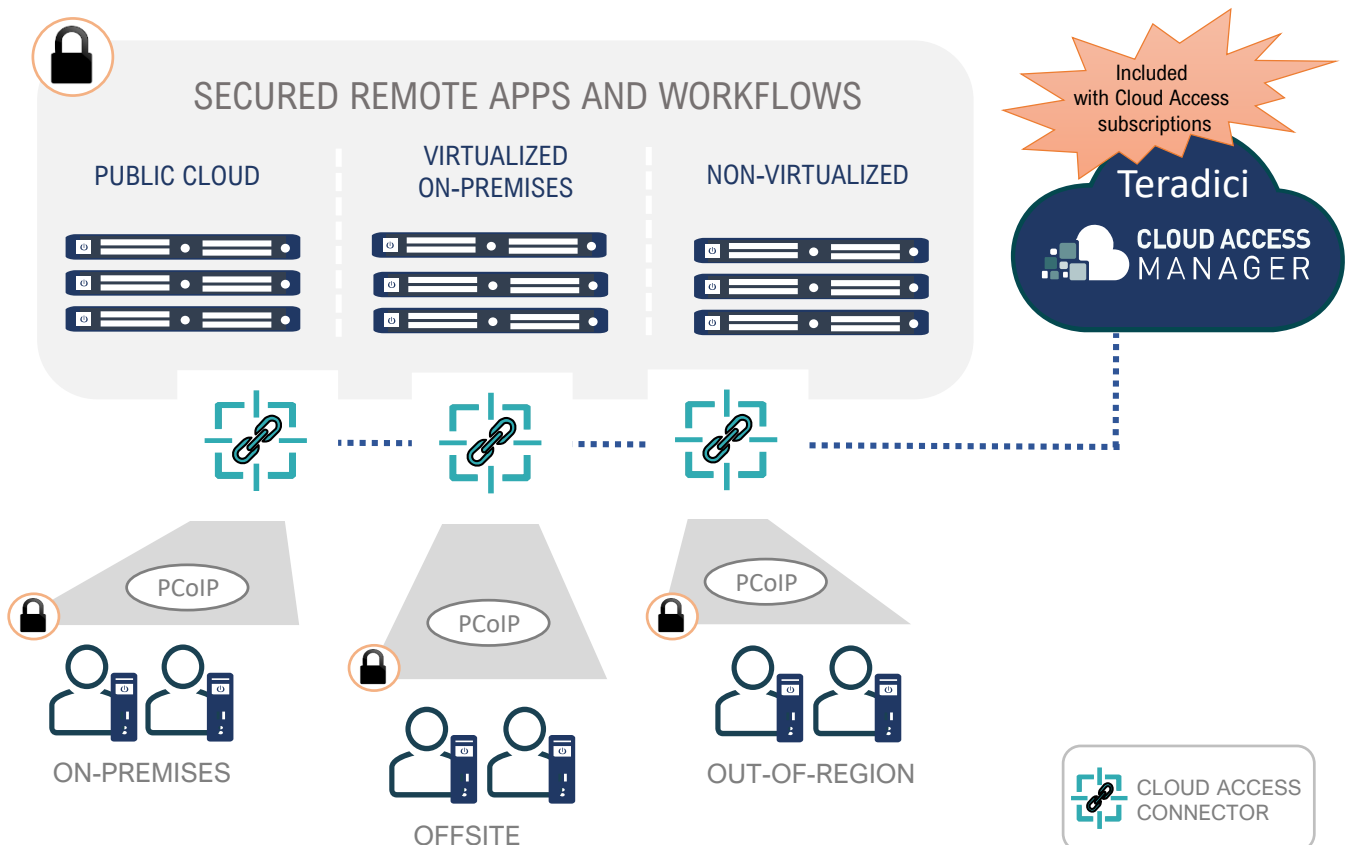 SECURED REMOTE APPS AND WORKFLOWS
PUBLIC CLOUD
VIRTUALIZED
ON-PREMISES
NON-VIRTUALIZED
Included
with Cloud Access
subscriptions
Teradici
CLOUD ACCESS
MANAGER
PCoIP
PCoIP
PCoIP
ON-PREMISES
OFFSITE
OUT-OF-REGION
CLOUD ACCESS
CONNECTOR